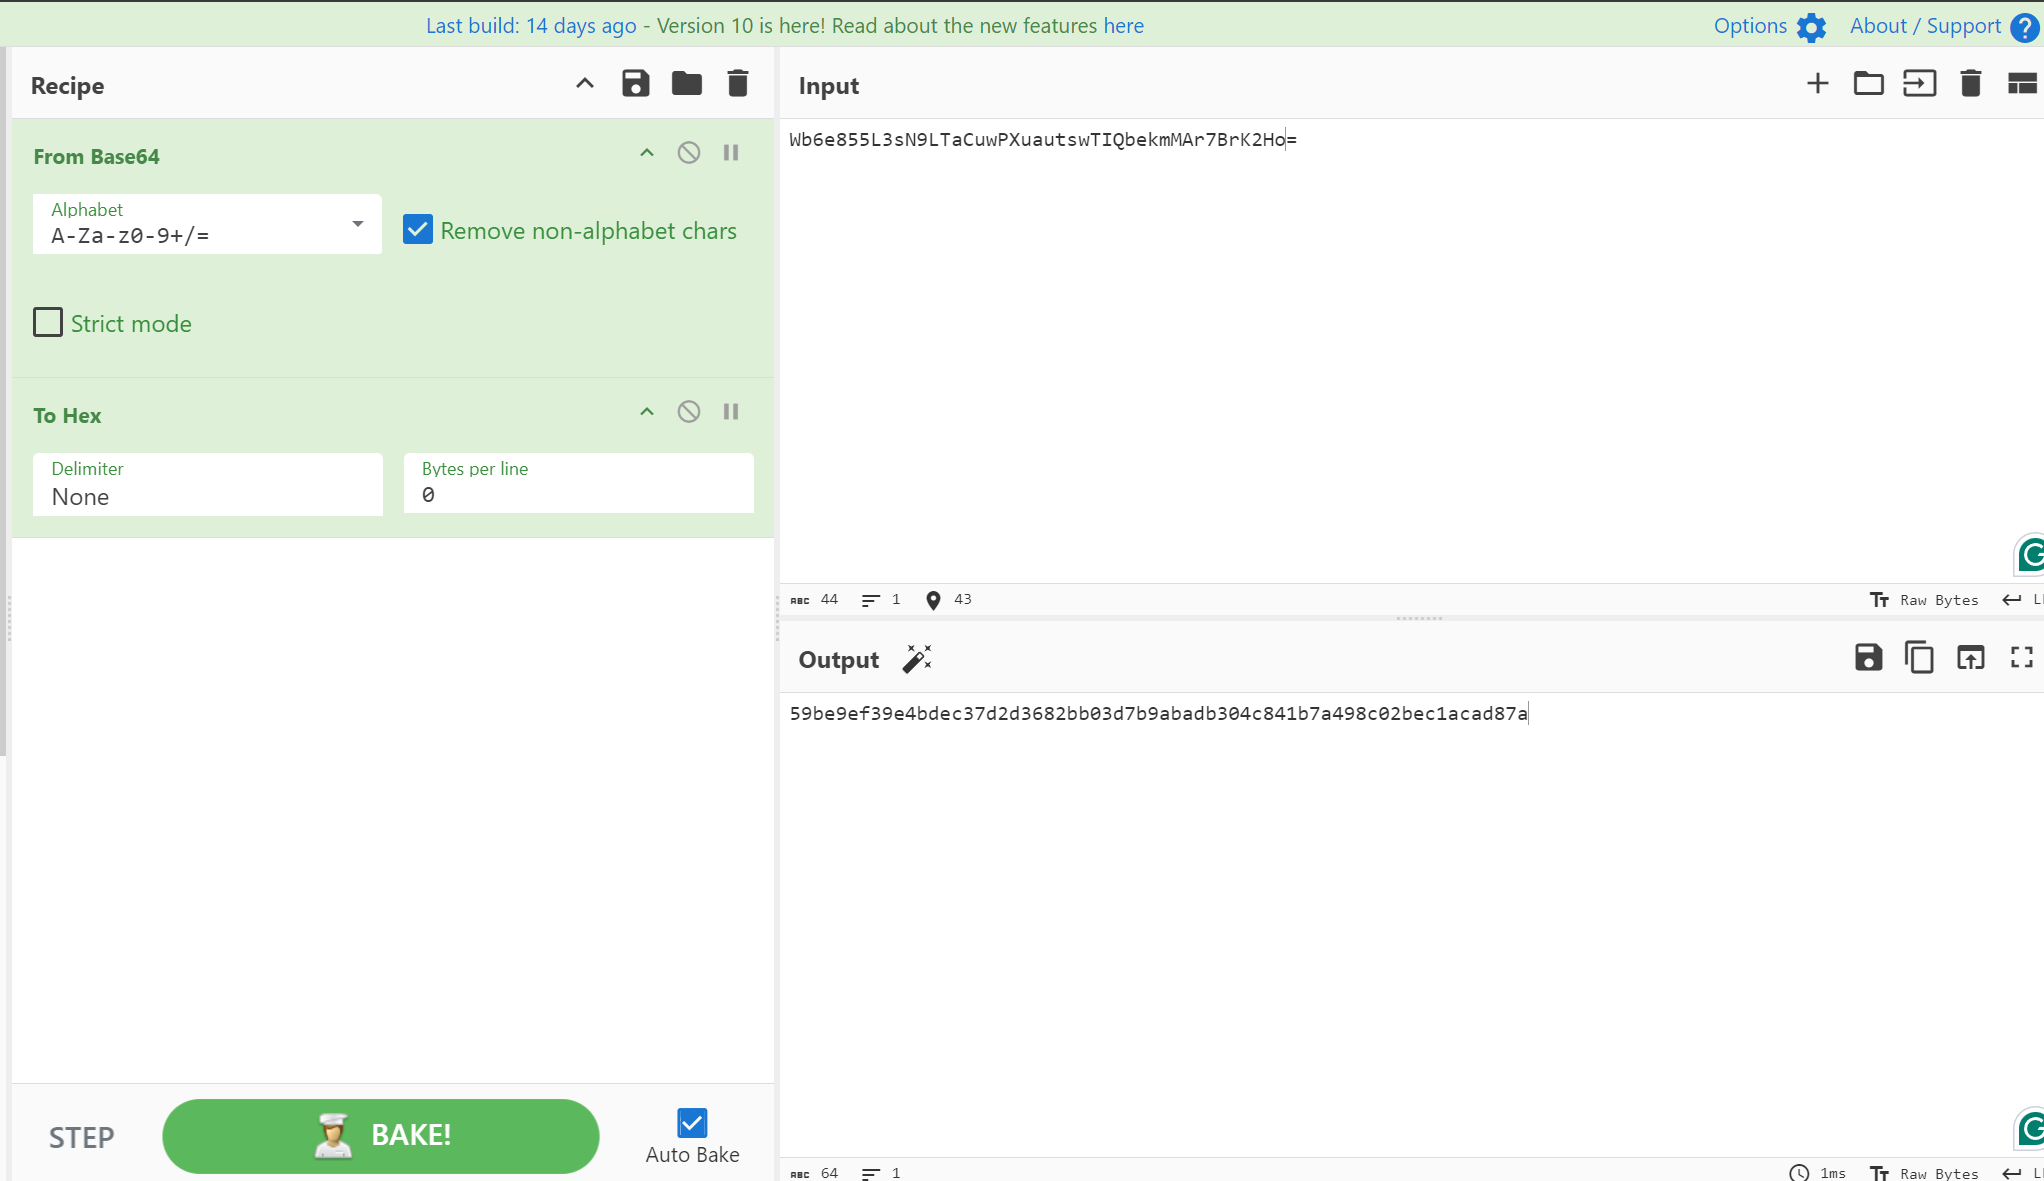 Last build: 14 days ago - Version 10 is here! Read about the new features here
Options
About / Support
Recipe
From Base64
Alphabet
A-Za-z0-9+/=
Remove non-alphabet chars
Strict mode
To Hex
Delimiter
None
Bytes per line
0
STEP
BAKE!
Auto Bake
Input
Wb6e855L3sN9LTaCuwPXuautswTIQbekmMAr7BrK2Ho=
ABC 44 1 43
Raw Bytes
Output
59be9ef39e4bdec37d2d3682bb03d7b9abadb304c841b7a498c02bec1acad87a
ABC 64 1
1ms Raw Bytes